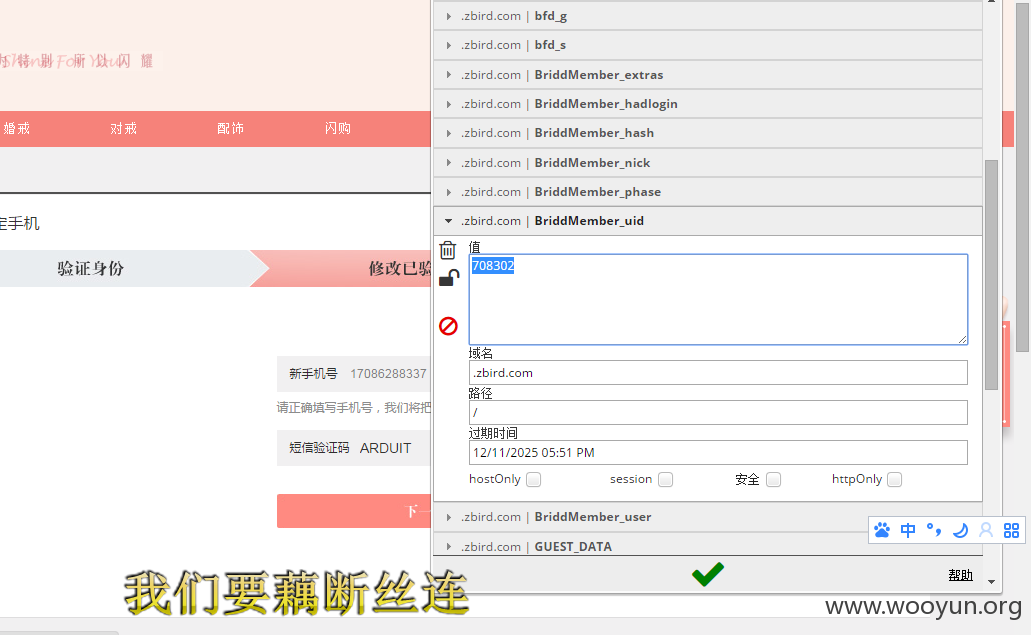 .zbird.com | bfd_g
.zbird.com | bfd_s
.zbird.com | BriddMember_extras
.zbird.com | BriddMember_hadlogin
.zbird.com | BriddMember_hash
.zbird.com | BriddMember_nick
.zbird.com | BriddMember_phase
.zbird.com | BriddMember_uid
值
708302
域名
.zbird.com
路径
/
过期时间
12/11/2025 05:51 PM
hostOnly session 安全 httpOnly
.zbird.com | BriddMember_user
.zbird.com | GUEST_DATA
帮助
婚戒 对戒 配饰 闪购
定手机
验证身份 修改已验
新手机号 17086288337
请正确填写手机号，我们将把
短信验证码 ARDUIT
下一
中
我们要藕断丝连
www.wooyun.org